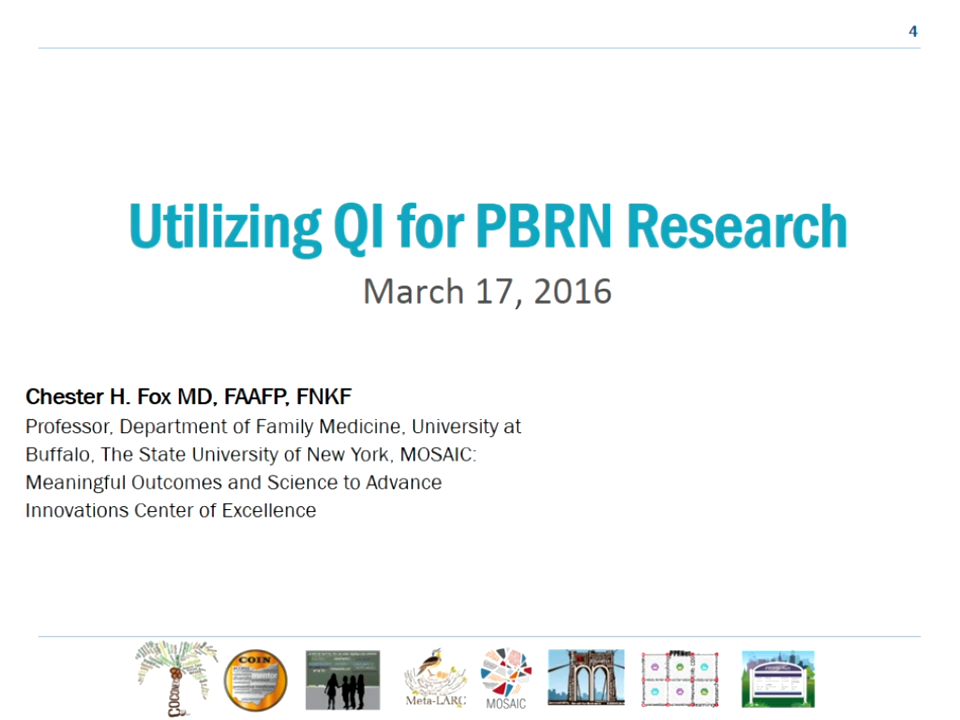 4
Utilizing QI for PBRN Research
March 17, 2016
Chester H. Fox MD, FAAFP, FNKF
Professor, Department of Family Medicine, University at
Buffalo, The State University of New York, MOSAIC:
Meaningful Outcomes and Science to Advance
Innovations Center of Excellence
COIN
Meta-LARC
MOSAIC
PPRNet